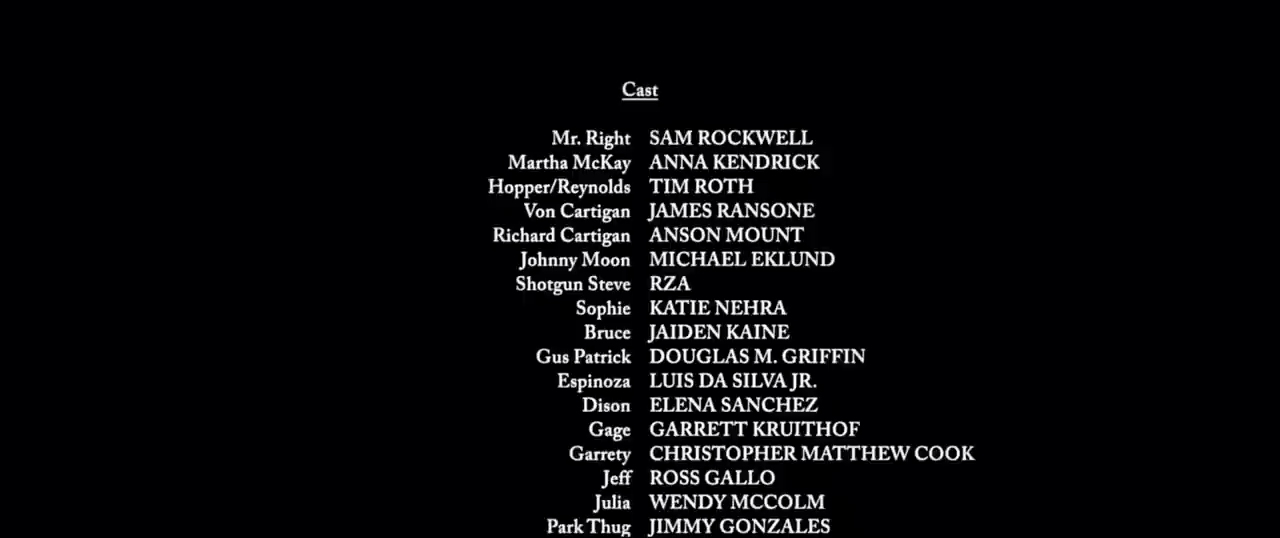 Cast
Mr. Right SAM ROCKWELL
Martha McKay ANNA KENDRICK
Hopper/Reynolds TIM ROTH
Von Cartigan JAMES RANSONE
Richard Cartigan ANSON MOUNT
Johnny Moon MICHAEL EKLUND
Shotgun Steve RZA
Sophie KATIE NEHRA
Bruce JAIDEN KAINE
Gus Patrick DOUGLAS M. GRIFFIN
Espinoza LUIS DA SILVA JR.
Dison ELENA SANCHEZ
Gage GARRETT KRUITHOF
Garrety CHRISTOPHER MATTHEW COOK
Jeff ROSS GALLO
Julia WENDY MCCOLM
Park Thug JIMMY GONZALES